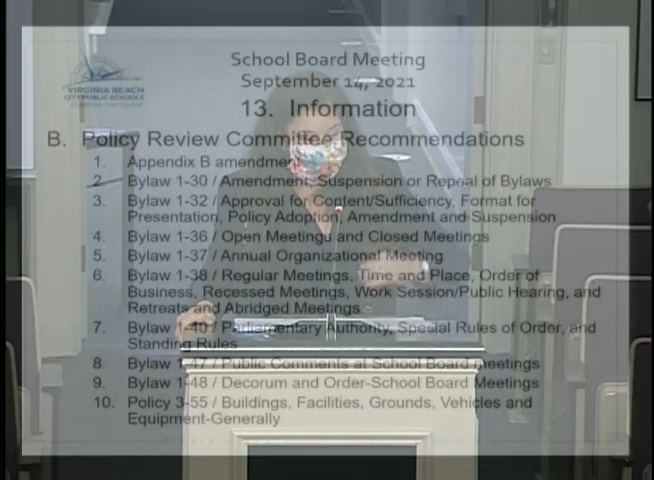 School Board Meeting
September 14, 2021
VIRGINIA BEACH
CITY PUBLIC SCHOOLS
13. Information
B. Policy Review Committee Recommendations
1. Appendix B amendment
2. Bylaw 1-30 / Amendment, Suspension or Repeal of Bylaws
3. Bylaw 1-32 / Approval for Content/Sufficiency, Format for
Presentation, Policy Adoption, Amendment and Suspension
4. Bylaw 1-36 / Open Meetings and Closed Meetings
5. Bylaw 1-37 / Annual Organizational Meeting
6. Bylaw 1-38 / Regular Meetings, Time and Place, Order of
Business, Recessed Meetings, Work Session/Public Hearing, and
Retreats and Abridged Meetings
7. Bylaw 1-40 / Parliamentary Authority, Special Rules of Order, and
Standing Rules
8. Bylaw 1-47 / Public Comments at School Board meetings
9. Bylaw 1-48 / Decorum and Order-School Board Meetings
10. Policy 3-55 / Buildings, Facilities, Grounds, Vehicles and
Equipment-Generally